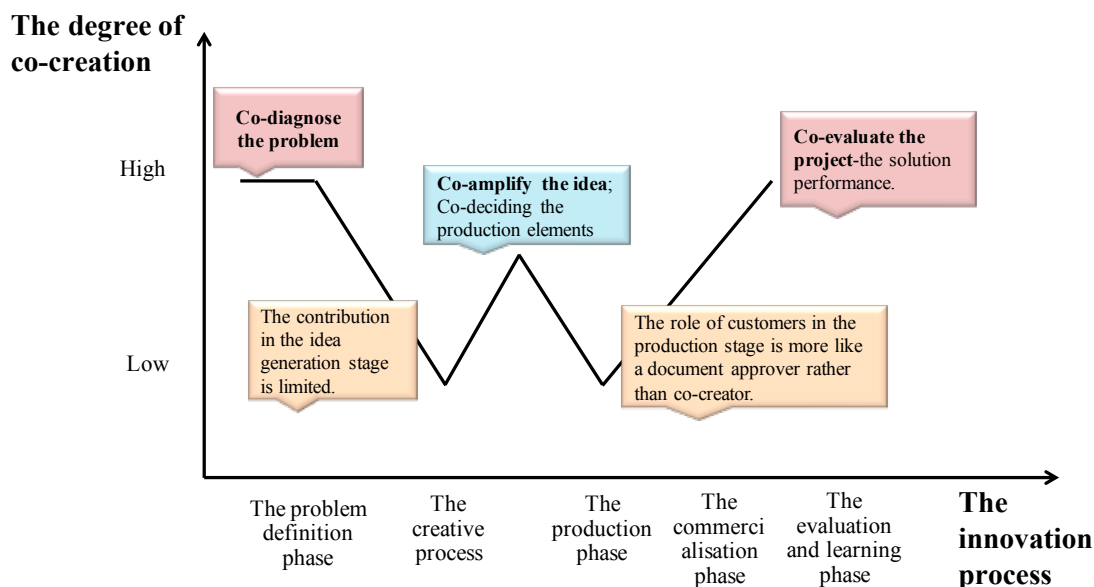 The degree of
co-creation
Co-diagnose
the problem
High
Co-amplify the idea;
Co-deciding the
production elements
Co-evaluate the
project-the solution
performance.
The contribution
in the idea
generation stage
is limited.
The role of customers in the
production stage is more like
a document approver rather
than co-creator.
Low
The problem
definition
phase
The
creative
process
The
production
phase
The
commerci
alisation
phase
The
evaluation
and learning
phase
The
innovation
process